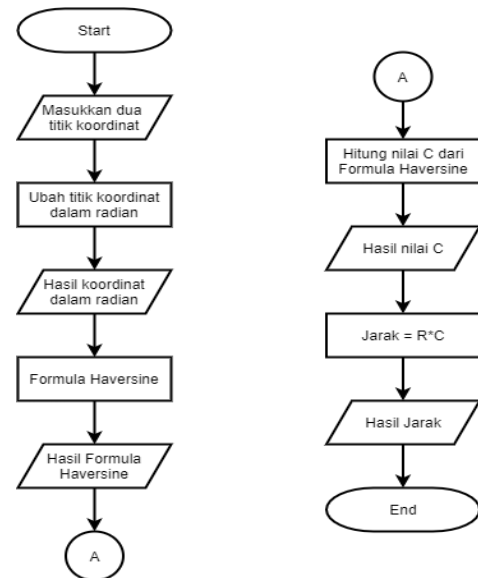 Start
Masukkan dua
titik koordinat
Ubah titik koordinat
dalam radian
Hasil koordinat
dalam radian
Formula Haversine
Hasil Formula
Haversine
A
A
Hitung nilai C dari
Formula Haversine
Hasil nilai C
Jarak = R*C
Hasil Jarak
End